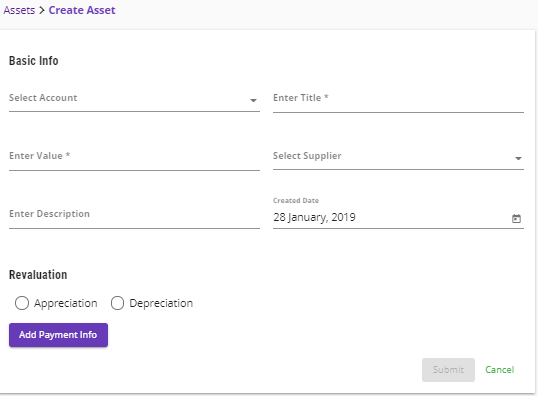 Assets > Create Asset
Basic Info
Select Account
Enter Title *
Enter Value *
Select Supplier
Enter Description
Created Date
28 January, 2019
Revaluation
Appreciation Depreciation
Add Payment Info
Submit Cancel